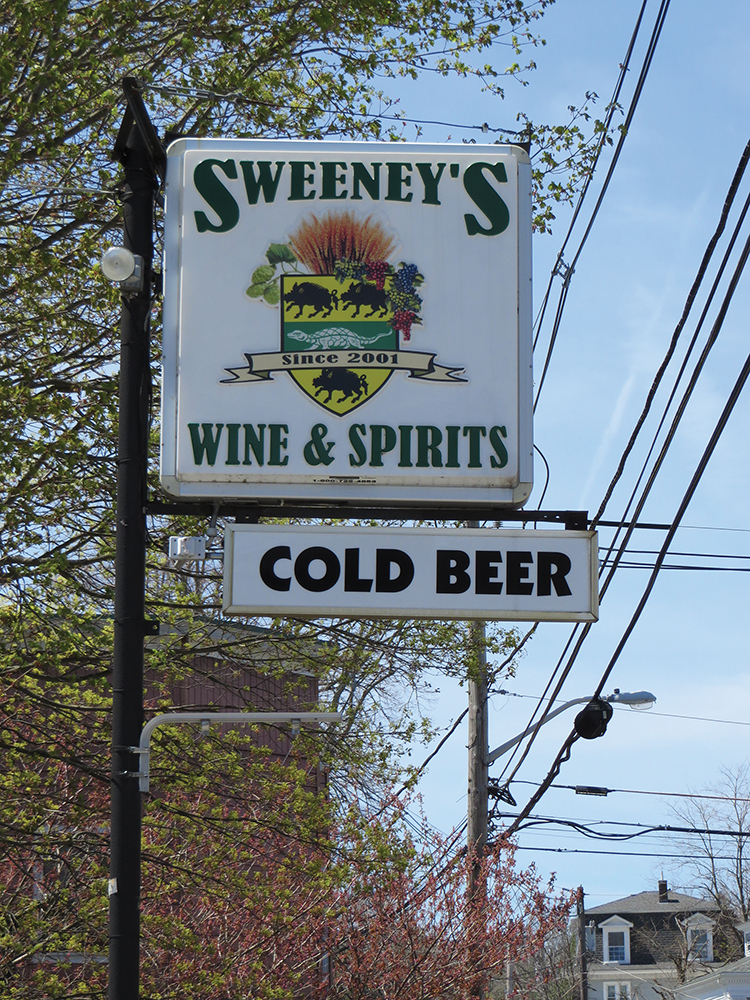 SWEENEY'S
Since 2001
WINE & SPIRITS
COLD BEER